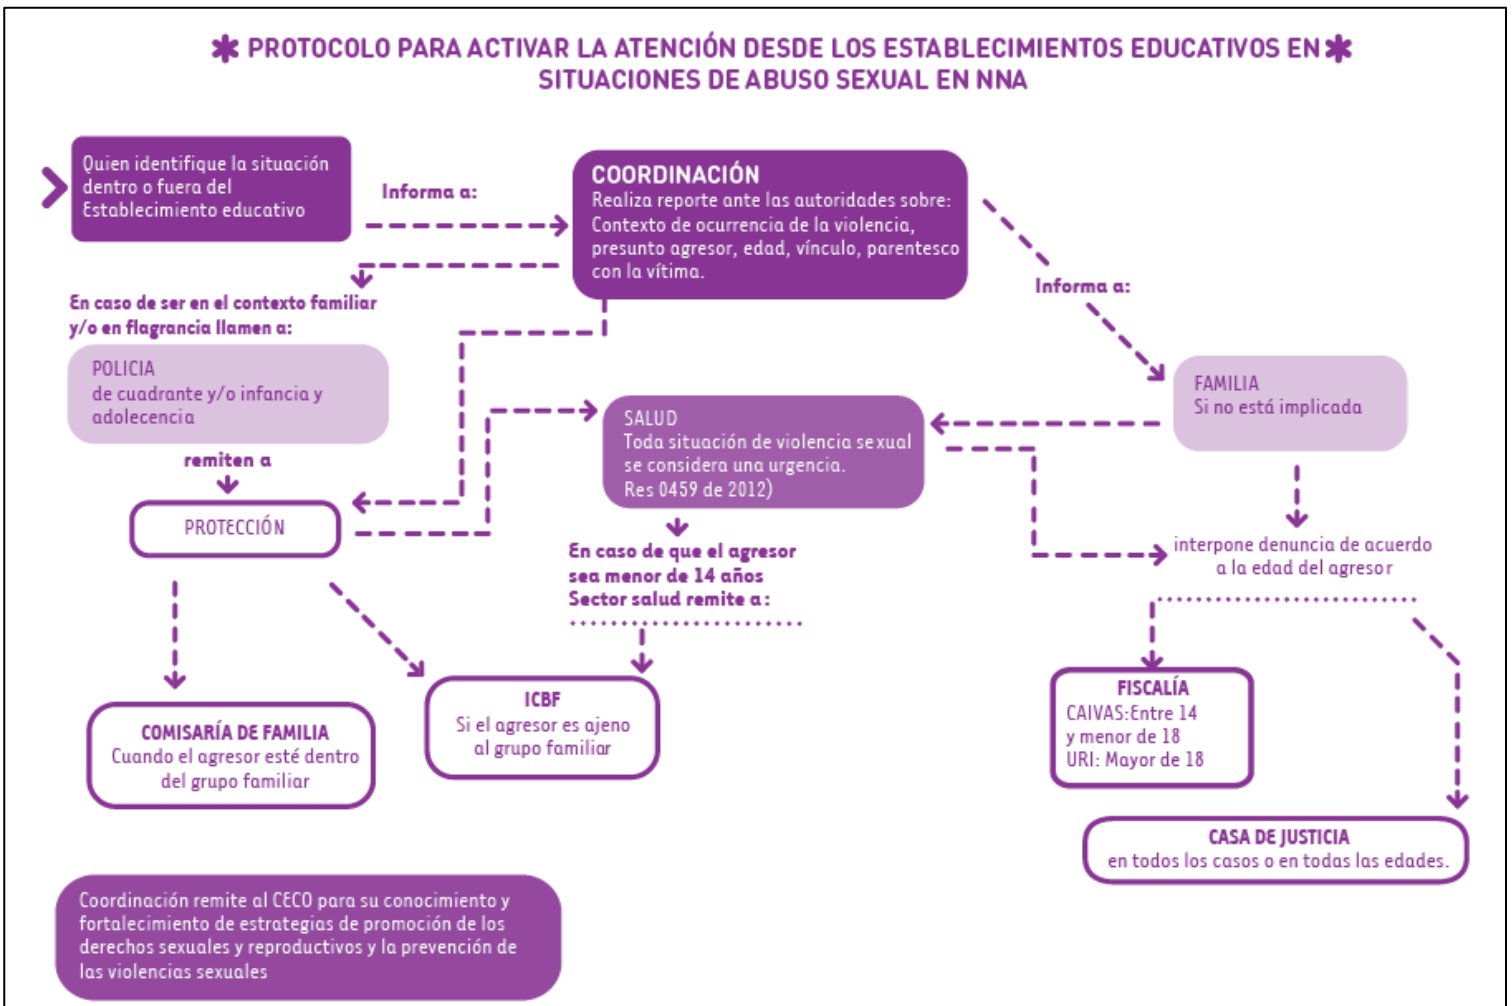 PROTOCOLO PARA ACTIVAR LA ATENCIÓN DESDE LOS ESTABLECIMIENTOS EDUCATIVOS EN
SITUACIONES DE ABUSO SEXUAL EN NNA
Quien identifique la situación
dentro o fuera del
Establecimiento educativo
Informa a:
COORDINACIÓN
Realiza reporte ante las autoridades sobre:
Contexto de ocurrencia de la violencia,
presunto agresor, edad, vínculo, parentesco
con la vítima.
Informa a:
En caso de ser en el contexto familiar
y/o en flagrancia llamen a:
POLICIA
de cuadrante y/o infancia y
adolecencia
FAMILIA
Si no está implicada
SALUD
Toda situación de violencia sexual
se considera una urgencia.
Res 0459 de 2012)
remiten a
PROTECCIÓN
En caso de que el agresor
sea menor de 14 años
Sector salud remite a:
interpone denuncia de acuerdo
a la edad del agresor
COMISARÍA DE FAMILIA
Cuando el agresor esté dentro
del grupo familiar
ICBF
Si el agresor es ajeno
al grupo familiar
FISCALÍA
CAIVAS:Entre 14
y menor de 18
URI: Mayor de 18
CASA DE JUSTICIA
en todos los casos o en todas las edades.
Coordinación remite al CECO para su conocimiento y
fortalecimiento de estrategias de promoción de los
derechos sexuales y reproductivos y la prevención de
las violencias sexuales